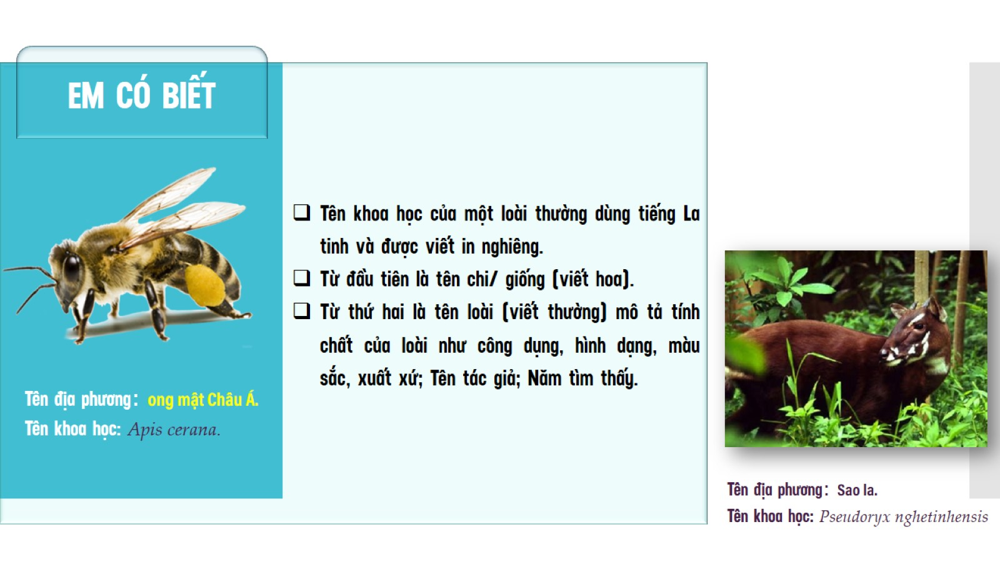 EM CÓ BIẾT
Tên địa phương: ong mật Châu Á.
Tên khoa học: Apis cerana.
❑ Tên khoa học của một loài thường dùng tiếng La
tinh và được viết in nghiêng.
❑ Từ đầu tiên là tên chi/ giống (viết hoa).
❑ Từ thứ hai là tên loài (viết thường) mô tả tính
chất của loài như công dụng, hình dạng, màu
sắc, xuất xứ; Tên tác giả; Năm tìm thấy.
Tên địa phương: Sao la.
Tên khoa học: Pseudoryx nghetinhensis